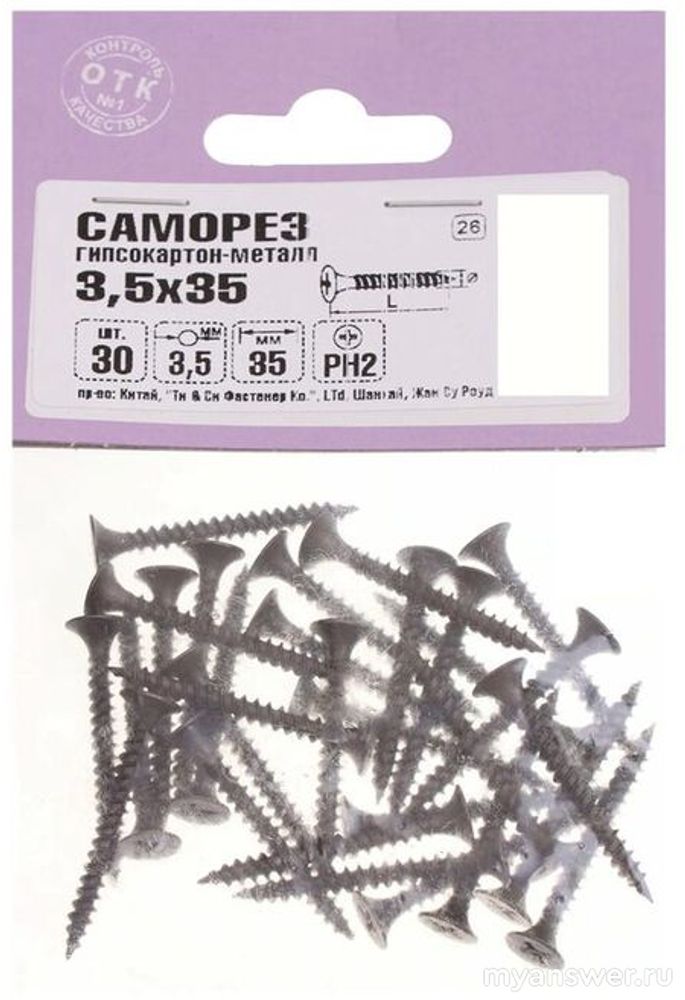 КОНТРОЛЬ
ОТК
№1
КАЧЕСТВА
САМОРЕЗ
гипсокартон-металл
3,5х35
26
L
ø
шт.
30
мм
3,5
мм
35
PH2
пр-во: Китай, "Ти & Си Фастенер Ко.", LTd, Шанхай, Жан Су Роуд
myanswer.ru